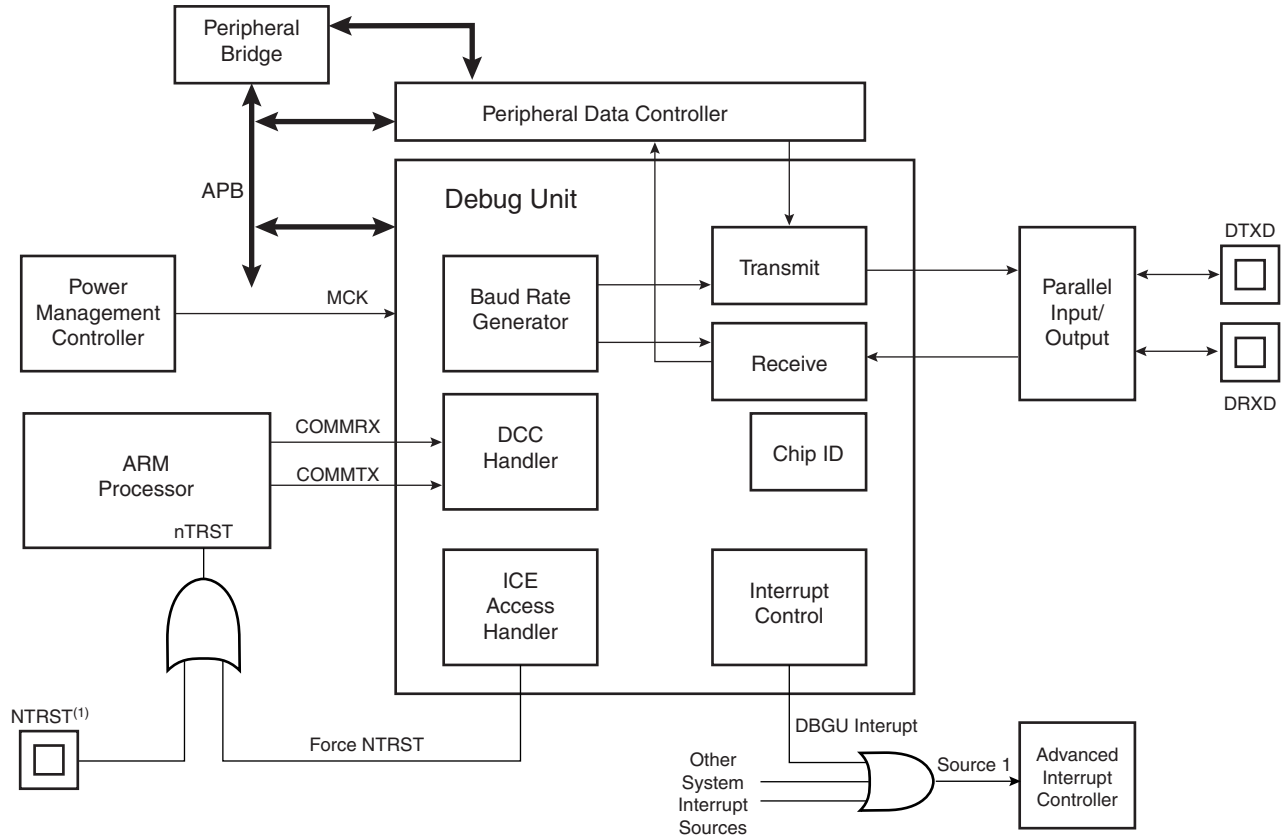 Peripheral
Bridge
Peripheral Data Controller
APB
Debug Unit
DTXD
Power
Management
Controller
MCK
Baud Rate
Generator
Transmit
Receive
Parallel
Input/
Output
DRXD
ARM
Processor
nTRST
COMMRX
COMMTX
DCC
Handler
Chip ID
ICE
Access
Handler
Interrupt
Control
NTRST(1)
Force NTRST
DBGU Interupt
Other
System
Interrupt
Sources
Source 1
Advanced
Interrupt
Controller